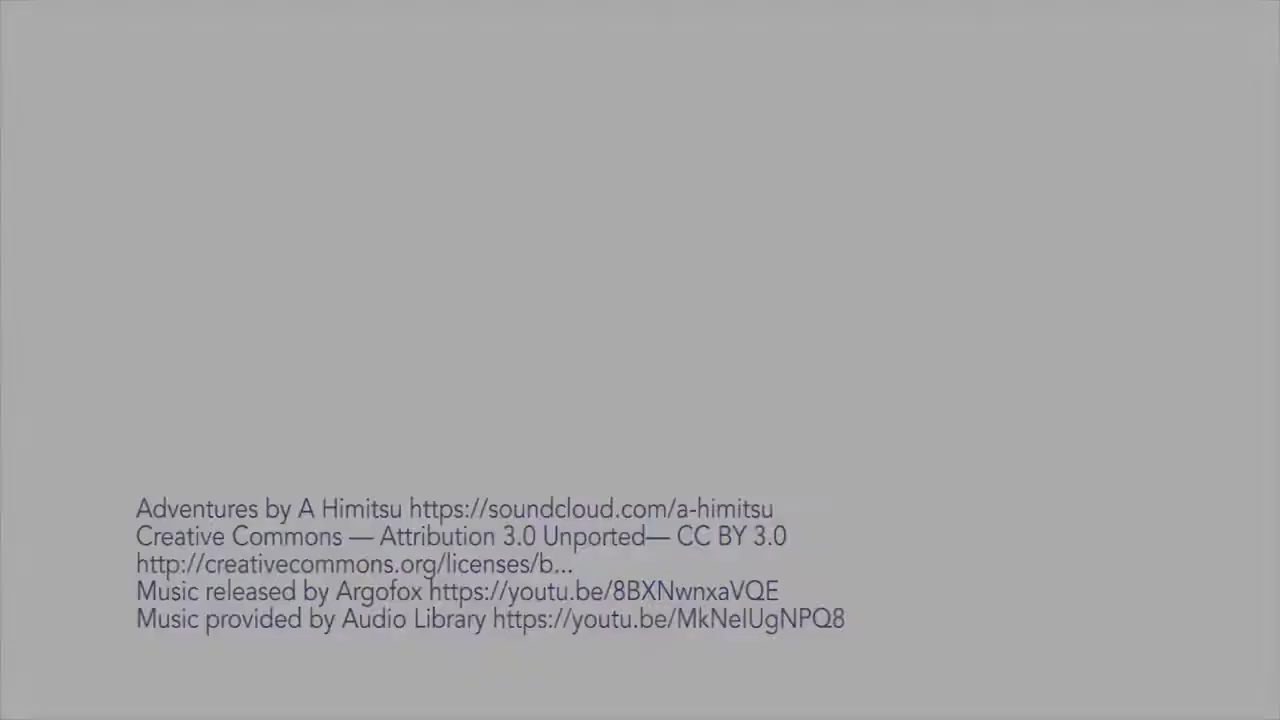 Adventures by A Himitsu https://soundcloud.com/a-himitsu
Creative Commons — Attribution 3.0 Unported— CC BY 3.0
http://creativecommons.org/licenses/b...
Music released by Argofox https://youtu.be/8BXNwnxaVQE
Music provided by Audio Library https://youtu.be/MkNeIUgNPQ8